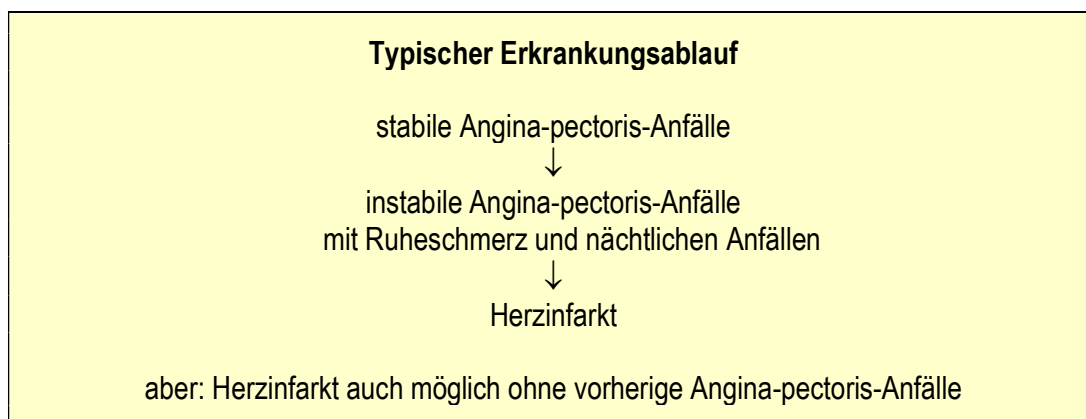 Typischer Erkrankungsablauf
stabile Angina-pectoris-Anfälle
↓
instabile Angina-pectoris-Anfälle
mit Ruheschmerz und nächtlichen Anfällen
↓
Herzinfarkt
aber: Herzinfarkt auch möglich ohne vorherige Angina-pectoris-Anfälle